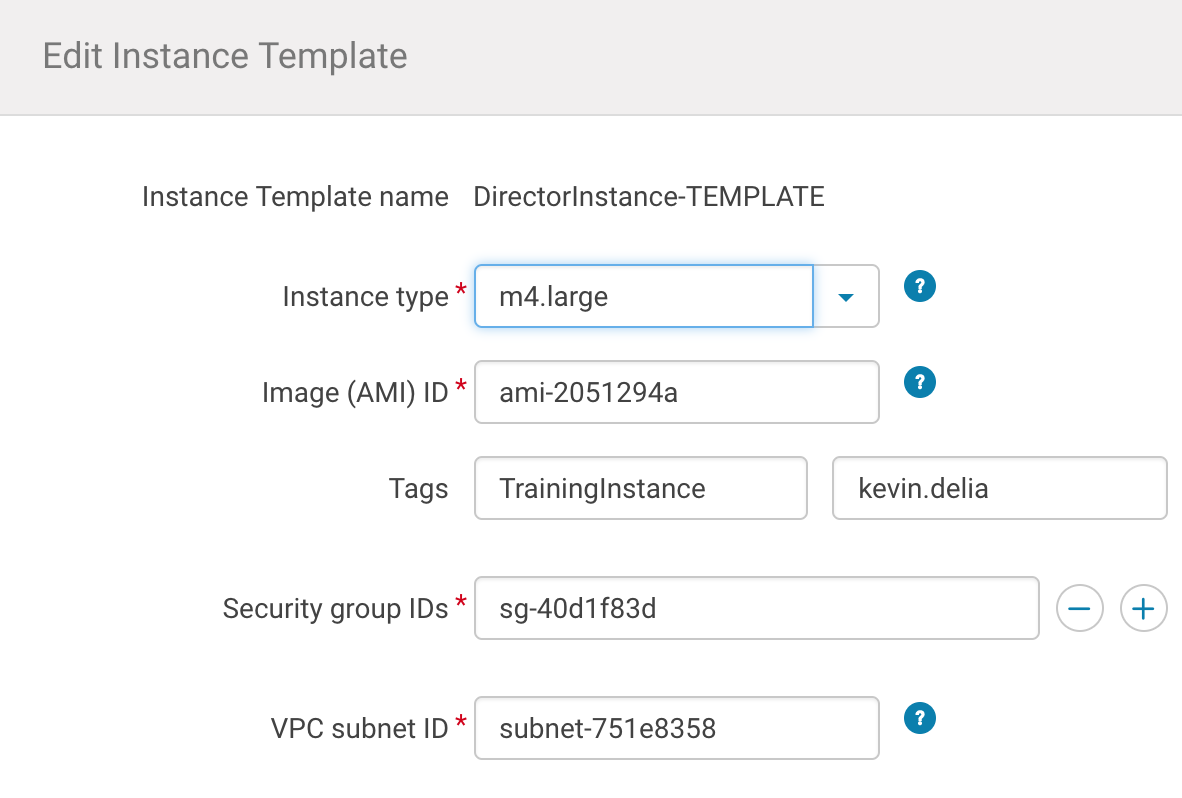 Edit Instance Template
Instance Template name DirectorInstance-TEMPLATE
Instance type * m4.large ?
Image (AMI) ID * ami-2051294a ?
Tags TrainingInstance kevin.delia
Security group IDs * sg-40d1f83d
VPC subnet ID * subnet-751e8358 ?